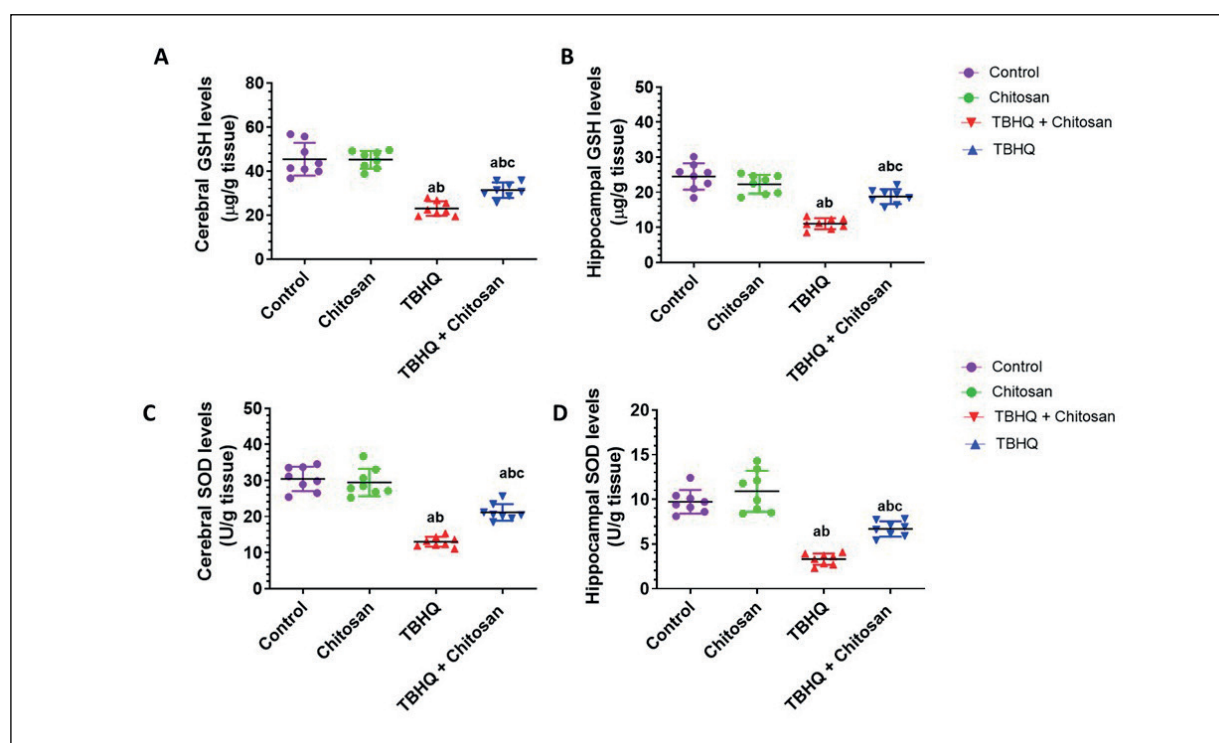 A
Cerebral GSH levels
(µg/g tissue)
80
60
40
20
0
ab
abc
Control
Chitosan
TBHQ
TBHQ + Chitosan
B
Hippocampal GSH levels
(µg/g tissue)
50
40
30
20
10
0
ab
abc
Control
Chitosan
TBHQ
TBHQ + Chitosan
Control
Chitosan
TBHQ + Chitosan
TBHQ
C
Cerebral SOD levels
(U/g tissue)
50
40
30
20
10
0
ab
abc
Control
Chitosan
TBHQ
TBHQ + Chitosan
D
Hippocampal SOD levels
(U/g tissue)
20
15
10
5
0
ab
abc
Control
Chitosan
TBHQ
TBHQ + Chitosan
Control
Chitosan
TBHQ + Chitosan
TBHQ